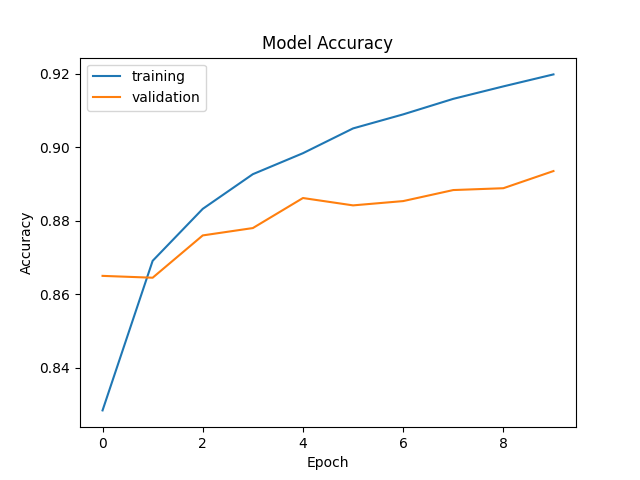 Model Accuracy
training
validation
0.92
0.90
0.88
0.86
0.84
Accuracy
0 2 4 6 8
Epoch